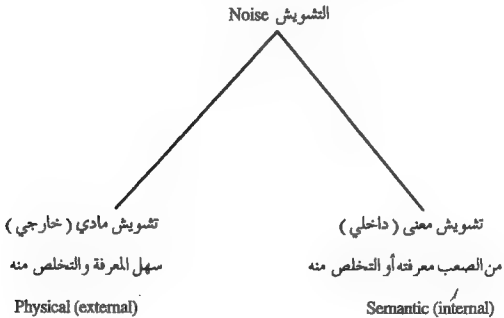 التشويش Noise
تشويش معنى ( داخلي )
من الصعب معرفته أو التخلص منه
Semantic (internal)
تشويش مادي ( خارجي )
سهل المعرفة والتخلص منه
Physical (external)